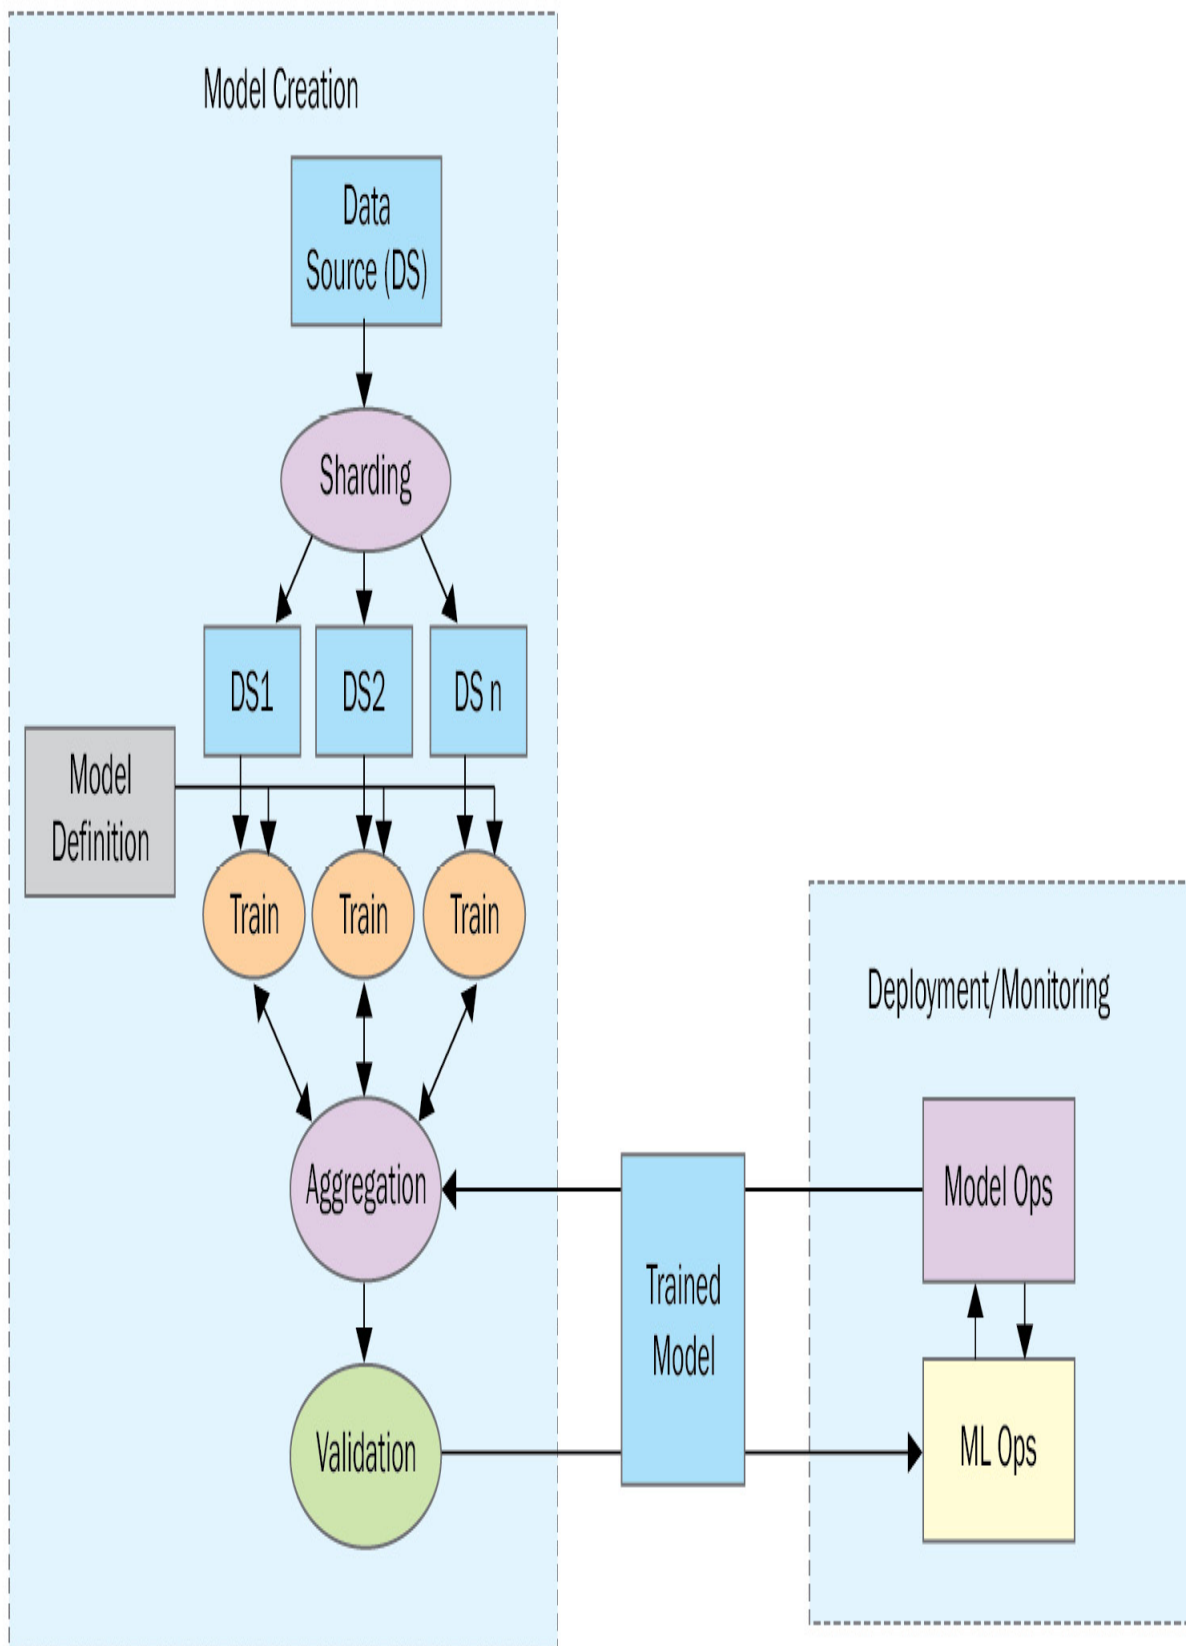 Model Creation
Data
Source (DS)
Sharding
DS1
DS2
DS n
Model
Definition
Train
Train
Train
Deployment/Monitoring
Aggregation
Model Ops
Trained
Model
Validation
ML Ops